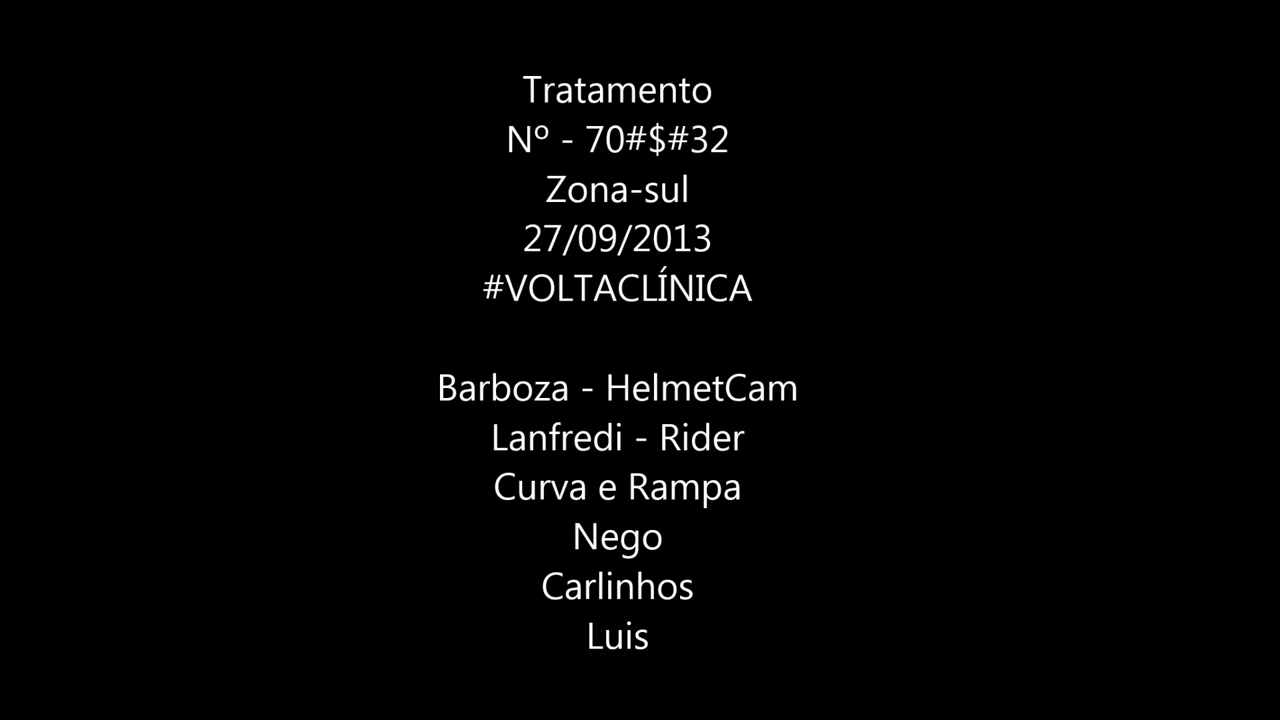 Tratamento
Nº - 70#$#32
Zona-sul
27/09/2013
#VOLTACLÍNICA
Barboza - HelmetCam
Lanfredi - Rider
Curva e Rampa
Nego
Carlinhos
Luis